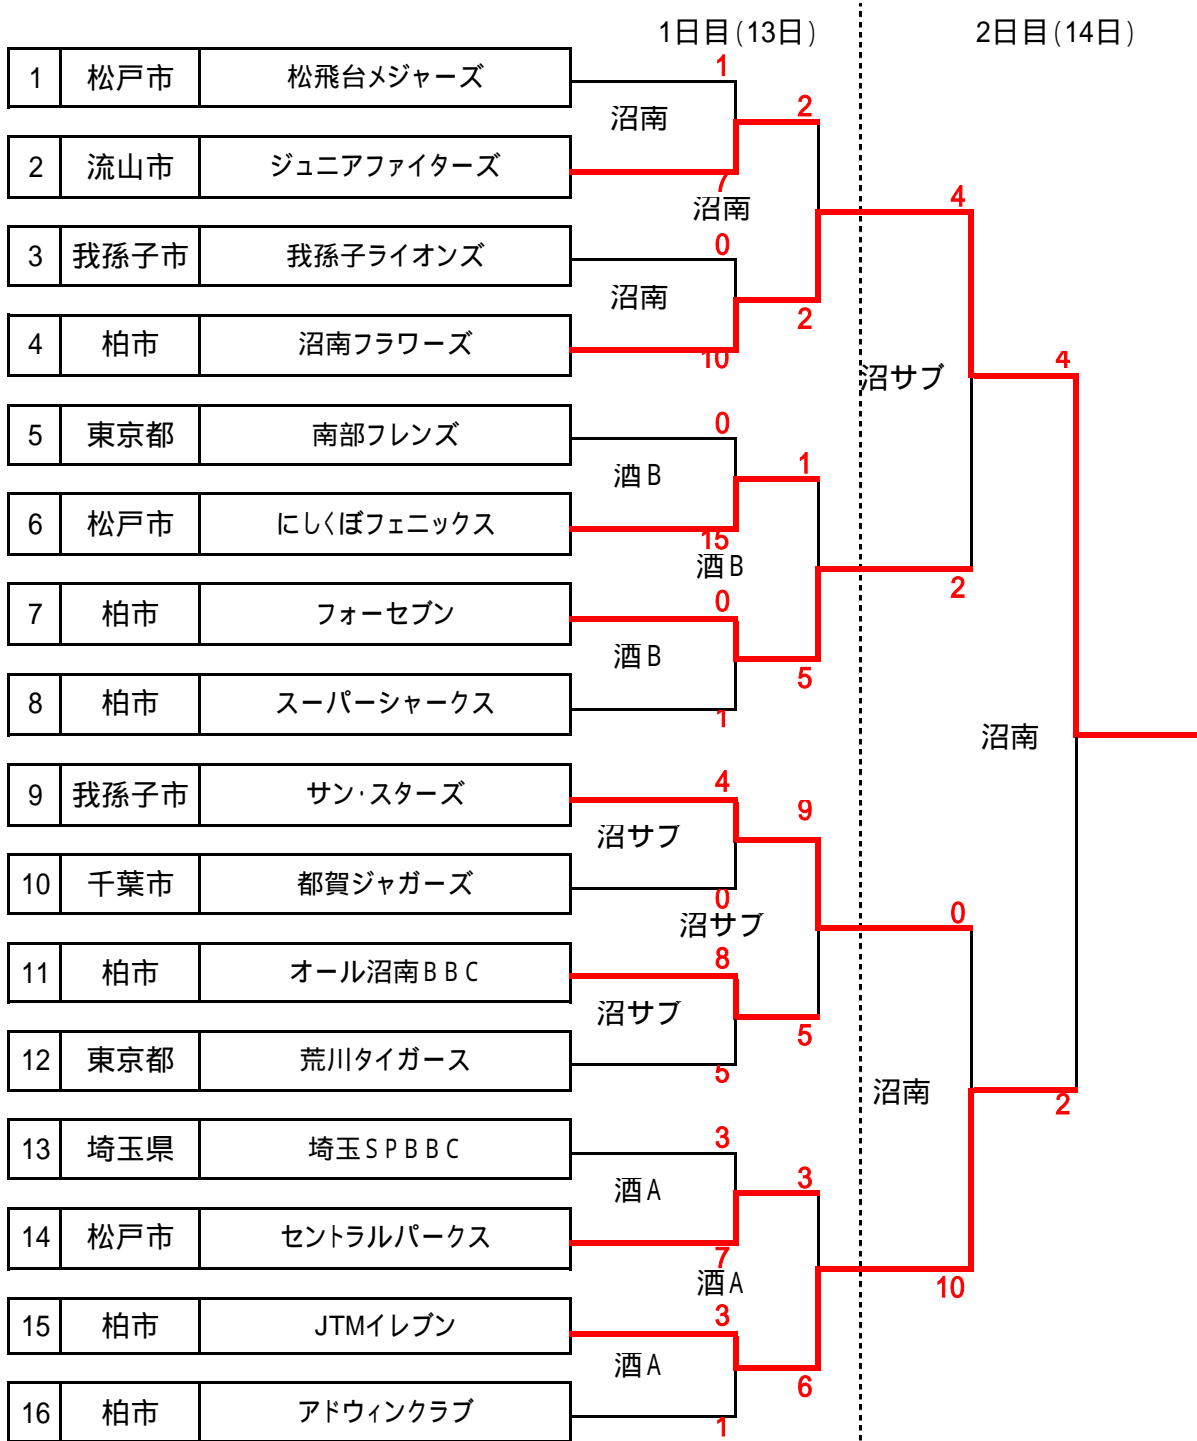 1日目(13日)
2日目(14日)
1 松戸市 松飛台メジャーズ
1
沼南
2
2 流山市 ジュニアファイターズ
7
沼南
4
3 我孫子市 我孫子ライオンズ
0
沼南
2
4 柏市 沼南フラワーズ
10
沼サブ
4
5 東京都 南部フレンズ
0
酒B
1
6 松戸市 にしくぼフェニックス
15
酒B
2
7 柏市 フォーセブン
0
酒B
5
8 柏市 スーパーシャークス
1
沼南
9 我孫子市 サン・スターズ
4
9
沼サブ
10 千葉市 都賀ジャガーズ
0
沼サブ
0
11 柏市 オール沼南BBC
8
沼サブ
5
12 東京都 荒川タイガース
5
沼南
2
13 埼玉県 埼玉SPBBC
3
酒A
3
14 松戸市 セントラルパークス
7
酒A
10
15 柏市 JTMイレブン
3
酒A
6
16 柏市 アドウィンクラブ
1